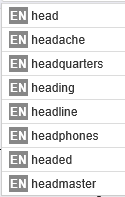 EN head
EN headache
EN headquarters
EN heading
EN headline
EN headphones
EN headed
EN headmaster